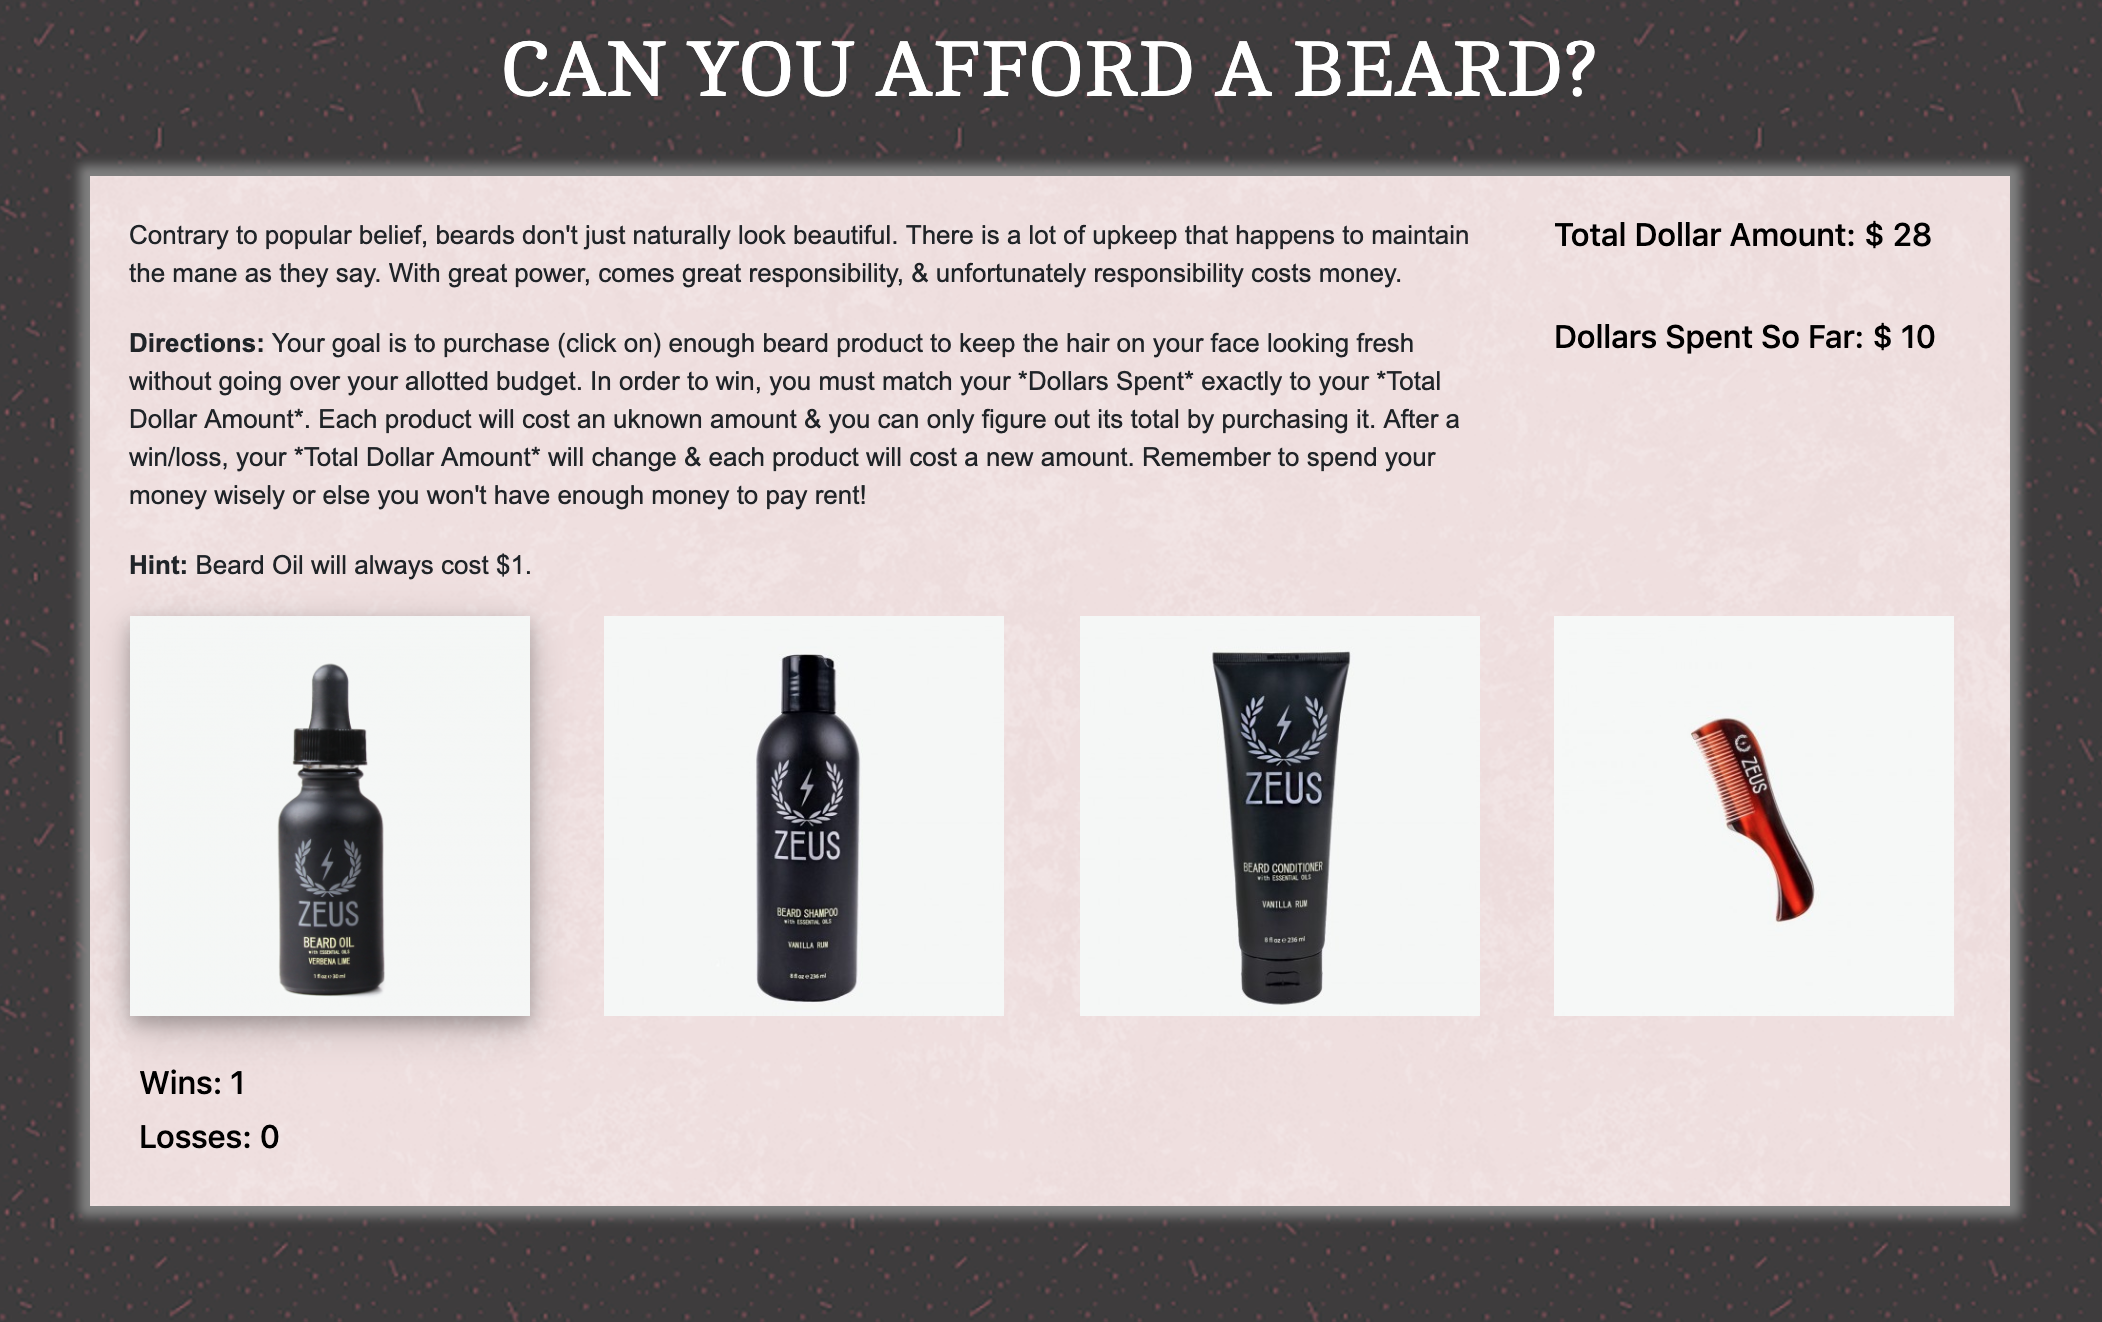 CAN YOU AFFORD A BEARD?
Contrary to popular belief, beards don't just naturally look beautiful. There is a lot of upkeep that happens to maintain
the mane as they say. With great power, comes great responsibility, & unfortunately responsibility costs money.
Directions: Your goal is to purchase (click on) enough beard product to keep the hair on your face looking fresh
without going over your allotted budget. In order to win, you must match your *Dollars Spent* exactly to your *Total
Dollar Amount*. Each product will cost an uknown amount & you can only figure out its total by purchasing it. After a
win/loss, your *Total Dollar Amount* will change & each product will cost a new amount. Remember to spend your
money wisely or else you won't have enough money to pay rent!
Hint: Beard Oil will always cost $1.
Total Dollar Amount: $ 28
Dollars Spent So Far: $ 10
ZEUS
BEARD OIL
with ESSENTIAL OILS
VERBENA LIME
1 fl oz e 30 ml
ZEUS
BEARD SHAMPOO
with ESSENTIAL OILS
VANILLA RUM
8 fl oz e 236 ml
ZEUS
BEARD CONDITIONER
with ESSENTIAL OILS
VANILLA RUM
8 fl oz e 236 ml
ZEUS
Wins: 1
Losses: 0